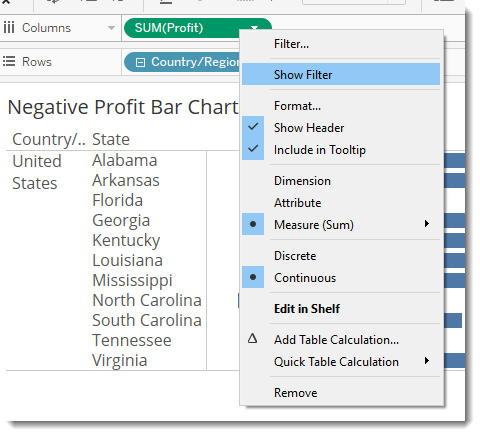 Columns
SUM(Profit)
Rows
Country/Region
Negative Profit Bar Chart
Country/.. State
United States
Alabama
Arkansas
Florida
Georgia
Kentucky
Louisiana
Mississippi
North Carolina
South Carolina
Tennessee
Virginia
Filter...
Show Filter
Format...
Show Header
Include in Tooltip
Dimension
Attribute
Measure (Sum)
Discrete
Continuous
Edit in Shelf
Add Table Calculation...
Quick Table Calculation
Remove